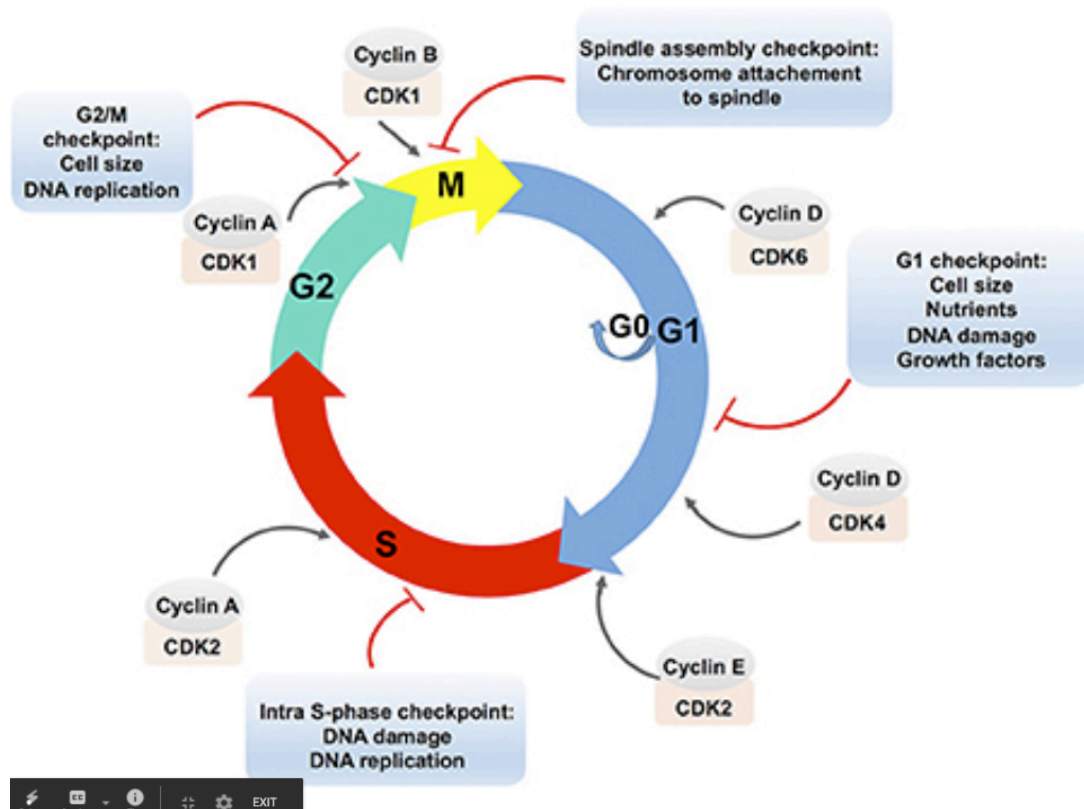 Cyclin B
CDK1
Spindle assembly checkpoint:
Chromosome attachement
to spindle
G2/M
checkpoint:
Cell size
DNA replication
M
Cyclin A
CDK1
Cyclin D
CDK6
G2
G0
G1
G1 checkpoint:
Cell size
Nutrients
DNA damage
Growth factors
Cyclin D
CDK4
S
Cyclin A
CDK2
Cyclin E
CDK2
Intra S-phase checkpoint:
DNA damage
DNA replication
CC
EXIT